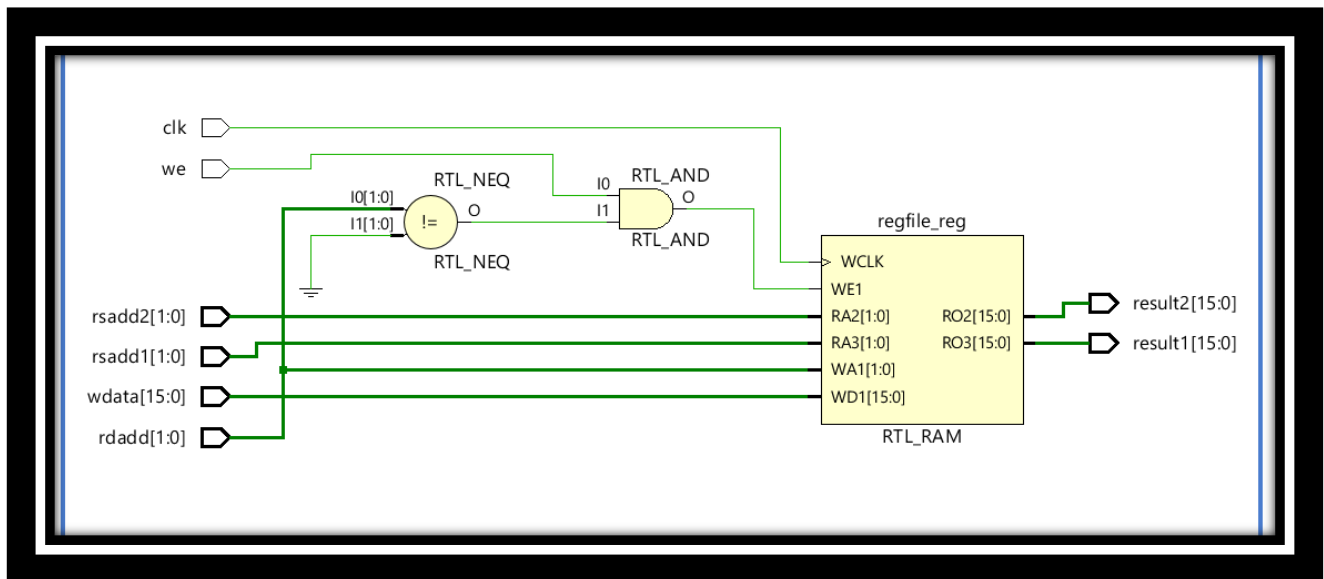 clk
we
RTL_NEQ
I0[1:0]
I1[1:0]
!=
O
RTL_NEQ
RTL_AND
I0
I1
O
RTL_AND
regfile_reg
WCLK
WE1
RA2[1:0]
RA3[1:0]
WA1[1:0]
WD1[15:0]
RO2[15:0]
RO3[15:0]
RTL_RAM
rsadd2[1:0]
rsadd1[1:0]
wdata[15:0]
rdadd[1:0]
result2[15:0]
result1[15:0]